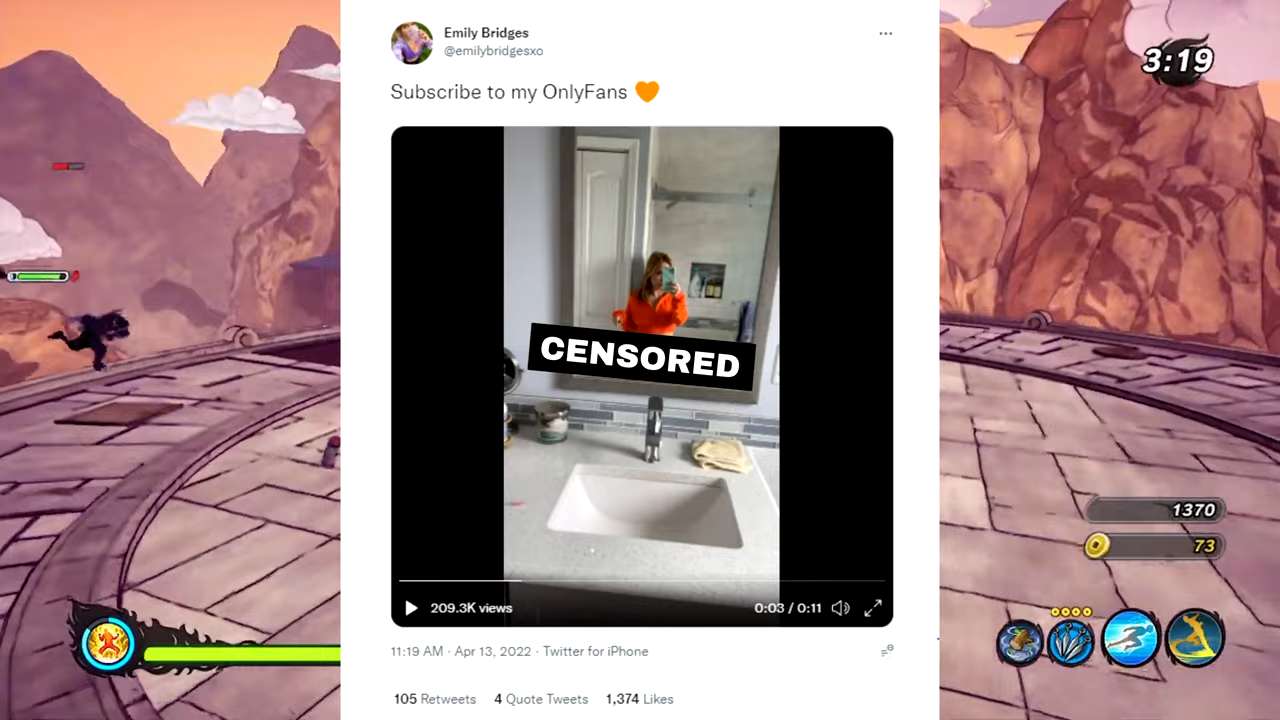 Emily Bridges
@emilybridgesxo
3:19
Subscribe to my OnlyFans 🧡
CENSORED
1370
73
209.3K views
0:03 / 0:11
11:19 AM · Apr 13, 2022 · Twitter for iPhone
105 Retweets 4 Quote Tweets 1,374 Likes